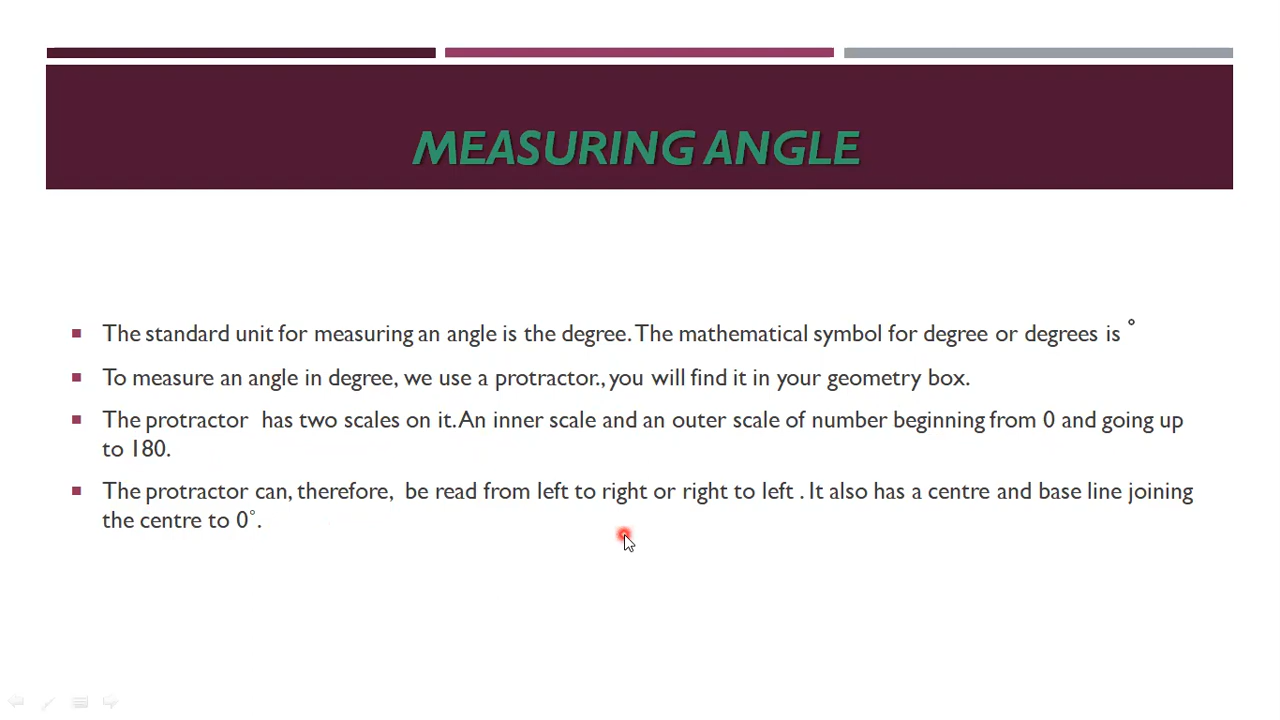 MEASURING ANGLE
The standard unit for measuring an angle is the degree. The mathematical symbol for degree or degrees is °
To measure an angle in degree, we use a protractor., you will find it in your geometry box.
The protractor  has two scales on it. An inner scale and an outer scale of number beginning from 0 and going up
to 180.
The protractor can, therefore,  be read from left to right or right to left . It also has a centre and base line joining
the centre to 0°.